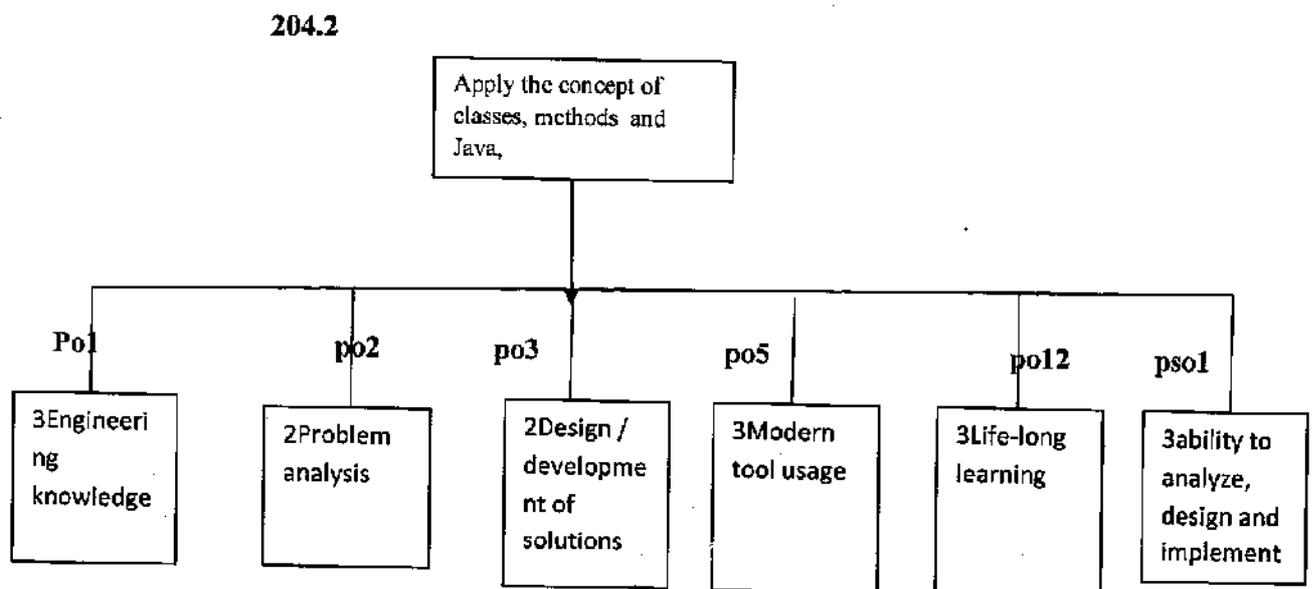 204.2
Apply the concept of
classes, methods and
Java,
Po1
po2
po3
po5
po12
pso1
3Engineeri
ng
knowledge
2Problem
analysis
2Design /
developme
nt of
solutions
3Modern
tool usage
3Life-long
learning
3ability to
analyze,
design and
implement